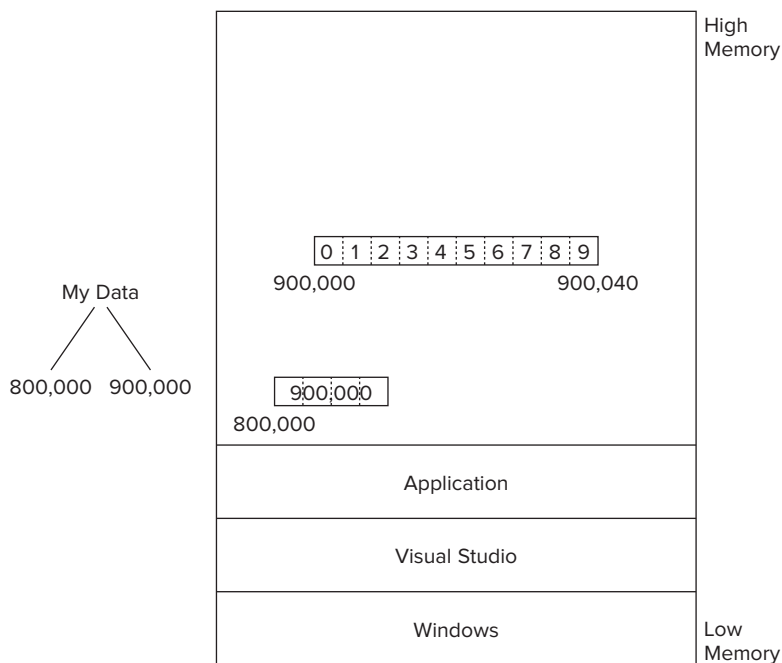 High
Memory
0 1 2 3 4 5 6 7 8 9
900,000 900,040
My Data
800,000 900,000
900,000
800,000
Application
Visual Studio
Windows
Low
Memory